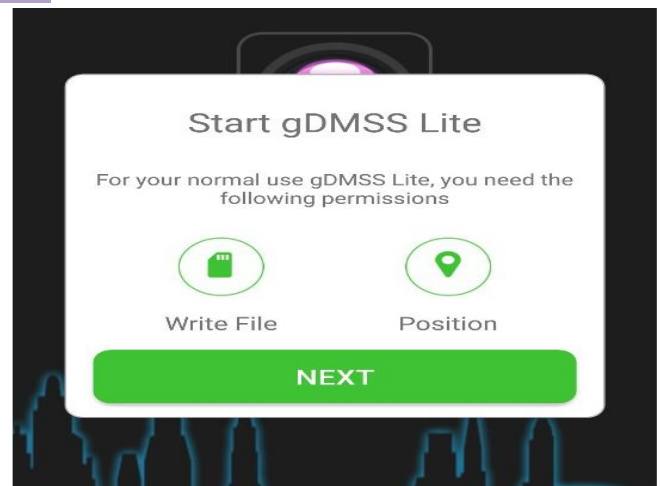 Start gDMSS Lite
For your normal use gDMSS Lite, you need the
following permissions
Write File
Position
NEXT